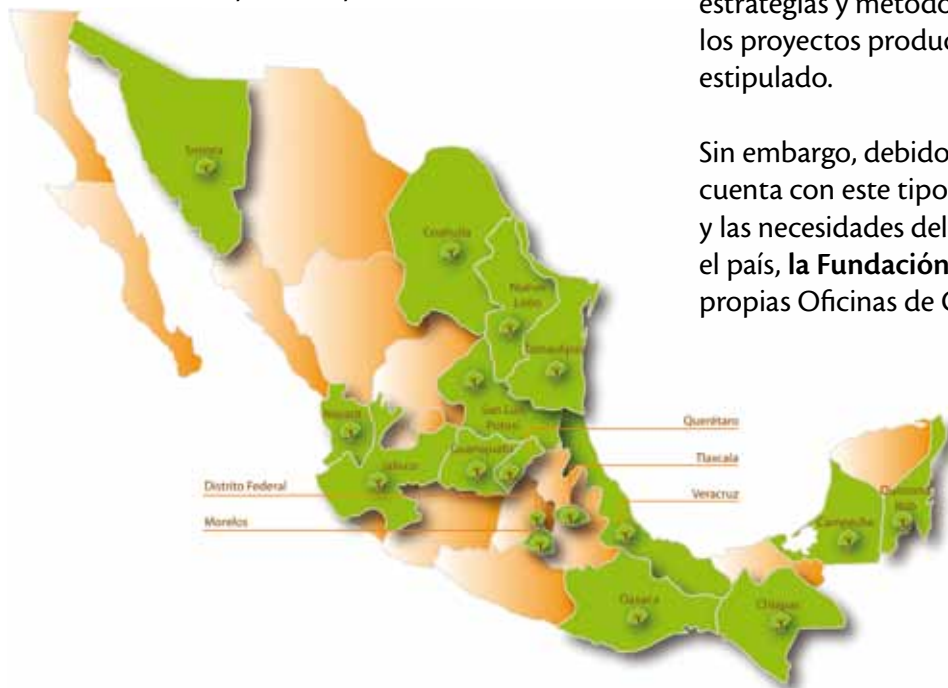 estrategias y metodo
los proyectos produc
estipulado.
Sin embargo, debido
cuenta con este tipo
y las necesidades del
el país, la Fundación
propias Oficinas de
Sonora
Coahuila
Nuevo
León
Tamaulipas
San Luis
Potosí
Nayarit
Jalisco
Guanajuato
Querétaro
Tlaxcala
Veracruz
Distrito Federal
Morelos
Oaxaca
Chiapas
Campeche
Quintana
Roo